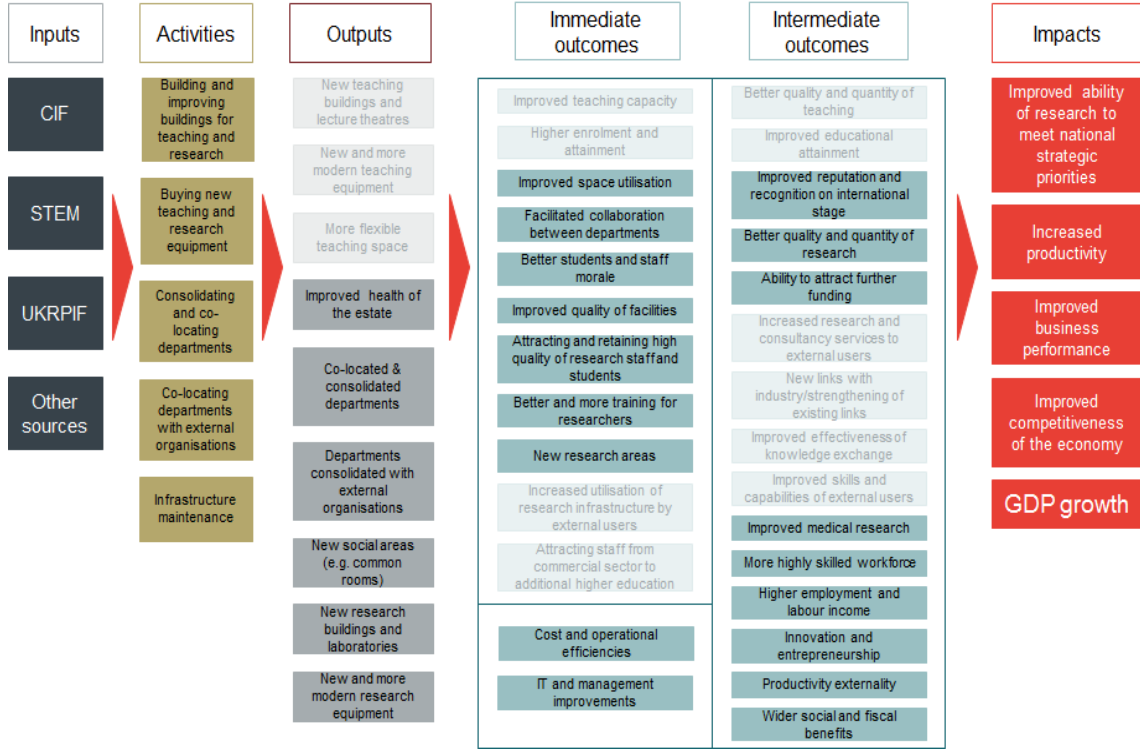 Inputs
Activities
Outputs
Immediate
outcomes
Intermediate
outcomes
Impacts
CIF
STEM
UKRPIF
Other
sources
Building and
improving
buildings for
teaching and
research
Buying new
teaching and
research
equipment
Consolidating
and co-
locating
departments
Co-locating
departments
with external
organisations
Infrastructure
maintenance
New teaching
buildings and
lecture theatres
New and more
modern teaching
equipment
More flexible
teaching space
Improved health of
the estate
Co-located &
consolidated
departments
Departments
consolidated with
external
organisations
New social areas
(e.g. common
rooms)
New research
buildings and
laboratories
New and more
modern research
equipment
Improved teaching capacity
Higher enrolment and
attainment
Improved space utilisation
Facilitated collaboration
between departments
Better students and staff
morale
Improved quality of facilities
Attracting and retaining high
quality of research staff and
students
Better and more training for
researchers
New research areas
Increased utilisation of
research infrastructure by
external users
Attracting staff from
commercial sector to
additional higher education
Cost and operational
efficiencies
IT and management
improvements
Better quality and quantity of
teaching
Improved educational
attainment
Improved reputation and
recognition on international
stage
Better quality and quantity of
research
Ability to attract further
funding
Increased research and
consultancy services to
external users
New links with
industry/strengthening of
existing links
Improved effectiveness of
knowledge exchange
Improved skills and
capabilities of external users
Improved medical research
More highly skilled workforce
Higher employment and
labour income
Innovation and
entrepreneurship
Productivity externality
Wider social and fiscal
benefits
Improved ability
of research to
meet national
strategic
priorities
Increased
productivity
Improved
business
performance
Improved
competitiveness
of the economy
GDP growth